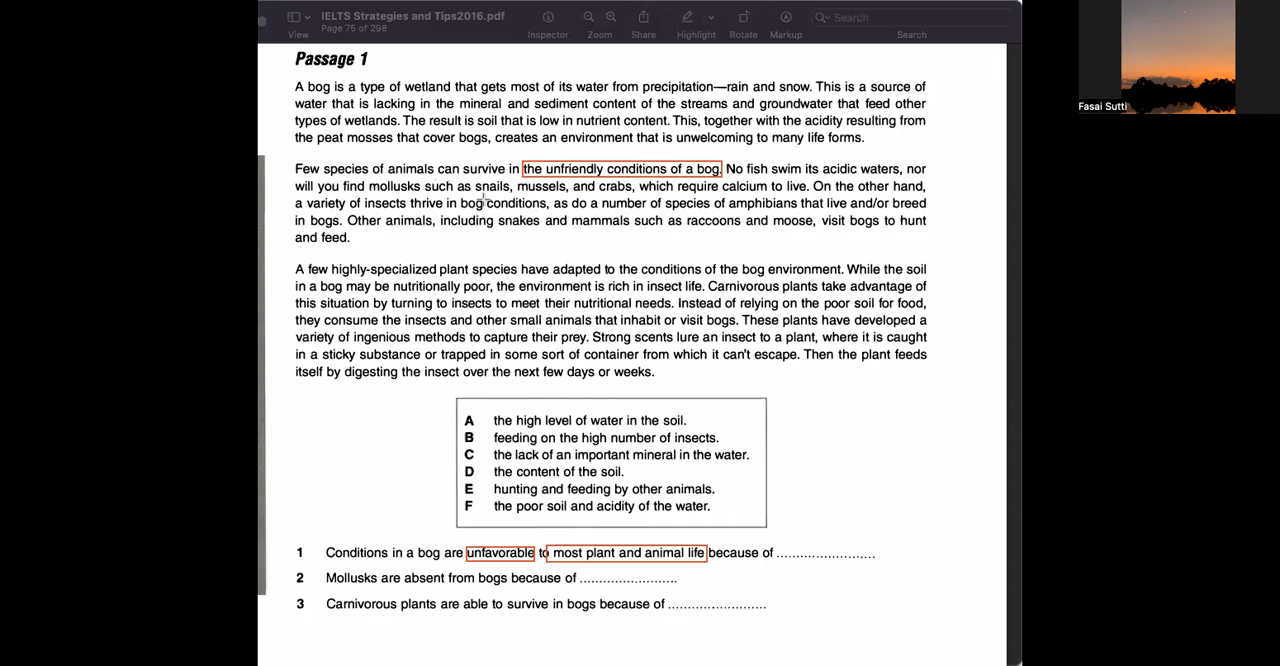 IELTS Strategies and Tips2016.pdf
Page 75 of 298
View
Inspector
Zoom
Share
Highlight
Rotate
Markup
Search
Search
Fasai Sutti
Passage 1
A bog is a type of wetland that gets most of its water from precipitation—rain and snow. This is a source of
water that is lacking in the mineral and sediment content of the streams and groundwater that feed other
types of wetlands. The result is soil that is low in nutrient content. This, together with the acidity resulting from
the peat mosses that cover bogs, creates an environment that is unwelcoming to many life forms.
Few species of animals can survive in the unfriendly conditions of a bog. No fish swim its acidic waters, nor
will you find mollusks such as snails, mussels, and crabs, which require calcium to live. On the other hand,
a variety of insects thrive in bog conditions, as do a number of species of amphibians that live and/or breed
in bogs. Other animals, including snakes and mammals such as raccoons and moose, visit bogs to hunt
and feed.
A few highly-specialized plant species have adapted to the conditions of the bog environment. While the soil
in a bog may be nutritionally poor, the environment is rich in insect life. Carnivorous plants take advantage of
this situation by turning to insects to meet their nutritional needs. Instead of relying on the poor soil for food,
they consume the insects and other small animals that inhabit or visit bogs. These plants have developed a
variety of ingenious methods to capture their prey. Strong scents lure an insect to a plant, where it is caught
in a sticky substance or trapped in some sort of container from which it can't escape. Then the plant feeds
itself by digesting the insect over the next few days or weeks.
A the high level of water in the soil.
B feeding on the high number of insects.
C the lack of an important mineral in the water.
D the content of the soil.
E hunting and feeding by other animals.
F the poor soil and acidity of the water.
1 Conditions in a bog are unfavorable to most plant and animal life because of ........................
2 Mollusks are absent from bogs because of ........................
3 Carnivorous plants are able to survive in bogs because of ........................